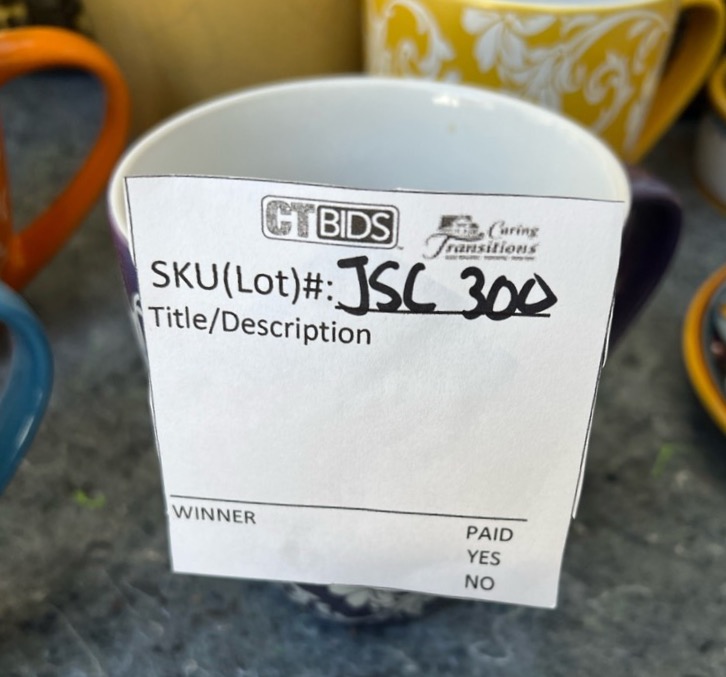 CTBIDS
Caring
Transitions
SKU(Lot)#: JSC 300
Title/Description
WINNER
PAID
YES
NO